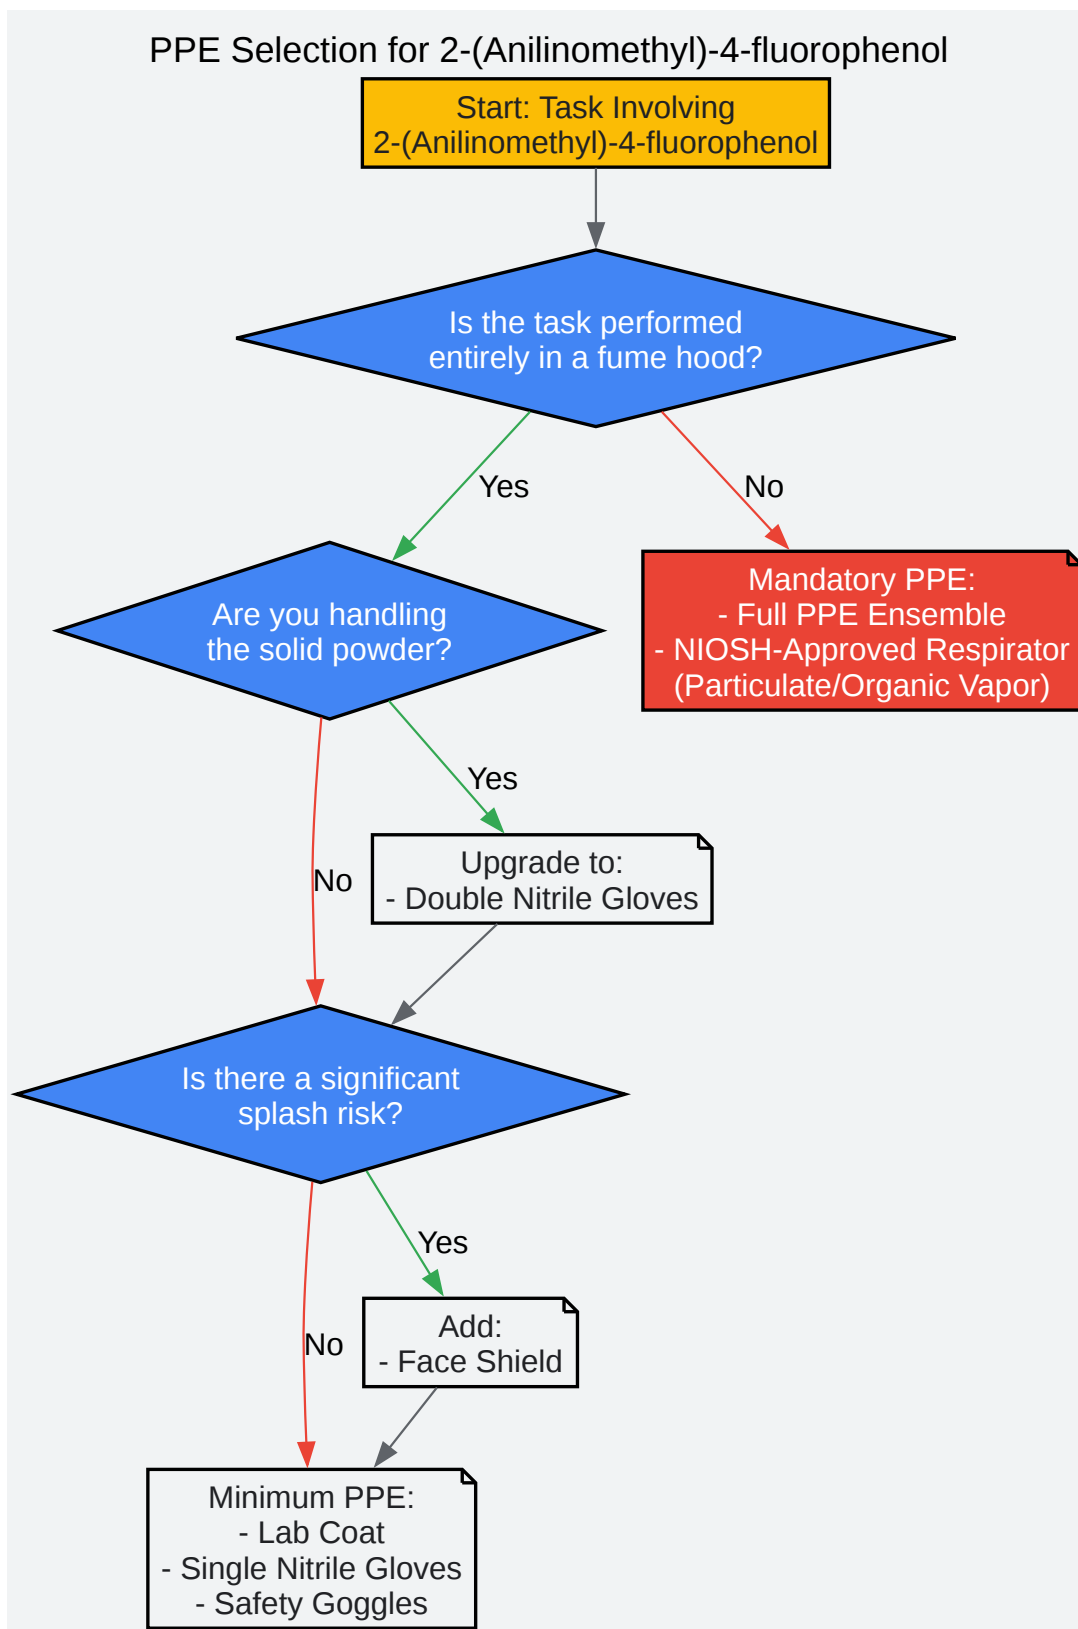 PPE Selection for 2-(Anilinomethyl)-4-fluorophenol
Start: Task Involving
2-(Anilinomethyl)-4-fluorophenol
Is the task performed
entirely in a fume hood?
Yes
No
Are you handling
the solid powder?
Mandatory PPE:
- Full PPE Ensemble
- NIOSH-Approved Respirator
(Particulate/Organic Vapor)
Yes
No
Upgrade to:
- Double Nitrile Gloves
Is there a significant
splash risk?
Yes
No
Add:
- Face Shield
Minimum PPE:
- Lab Coat
- Single Nitrile Gloves
- Safety Goggles